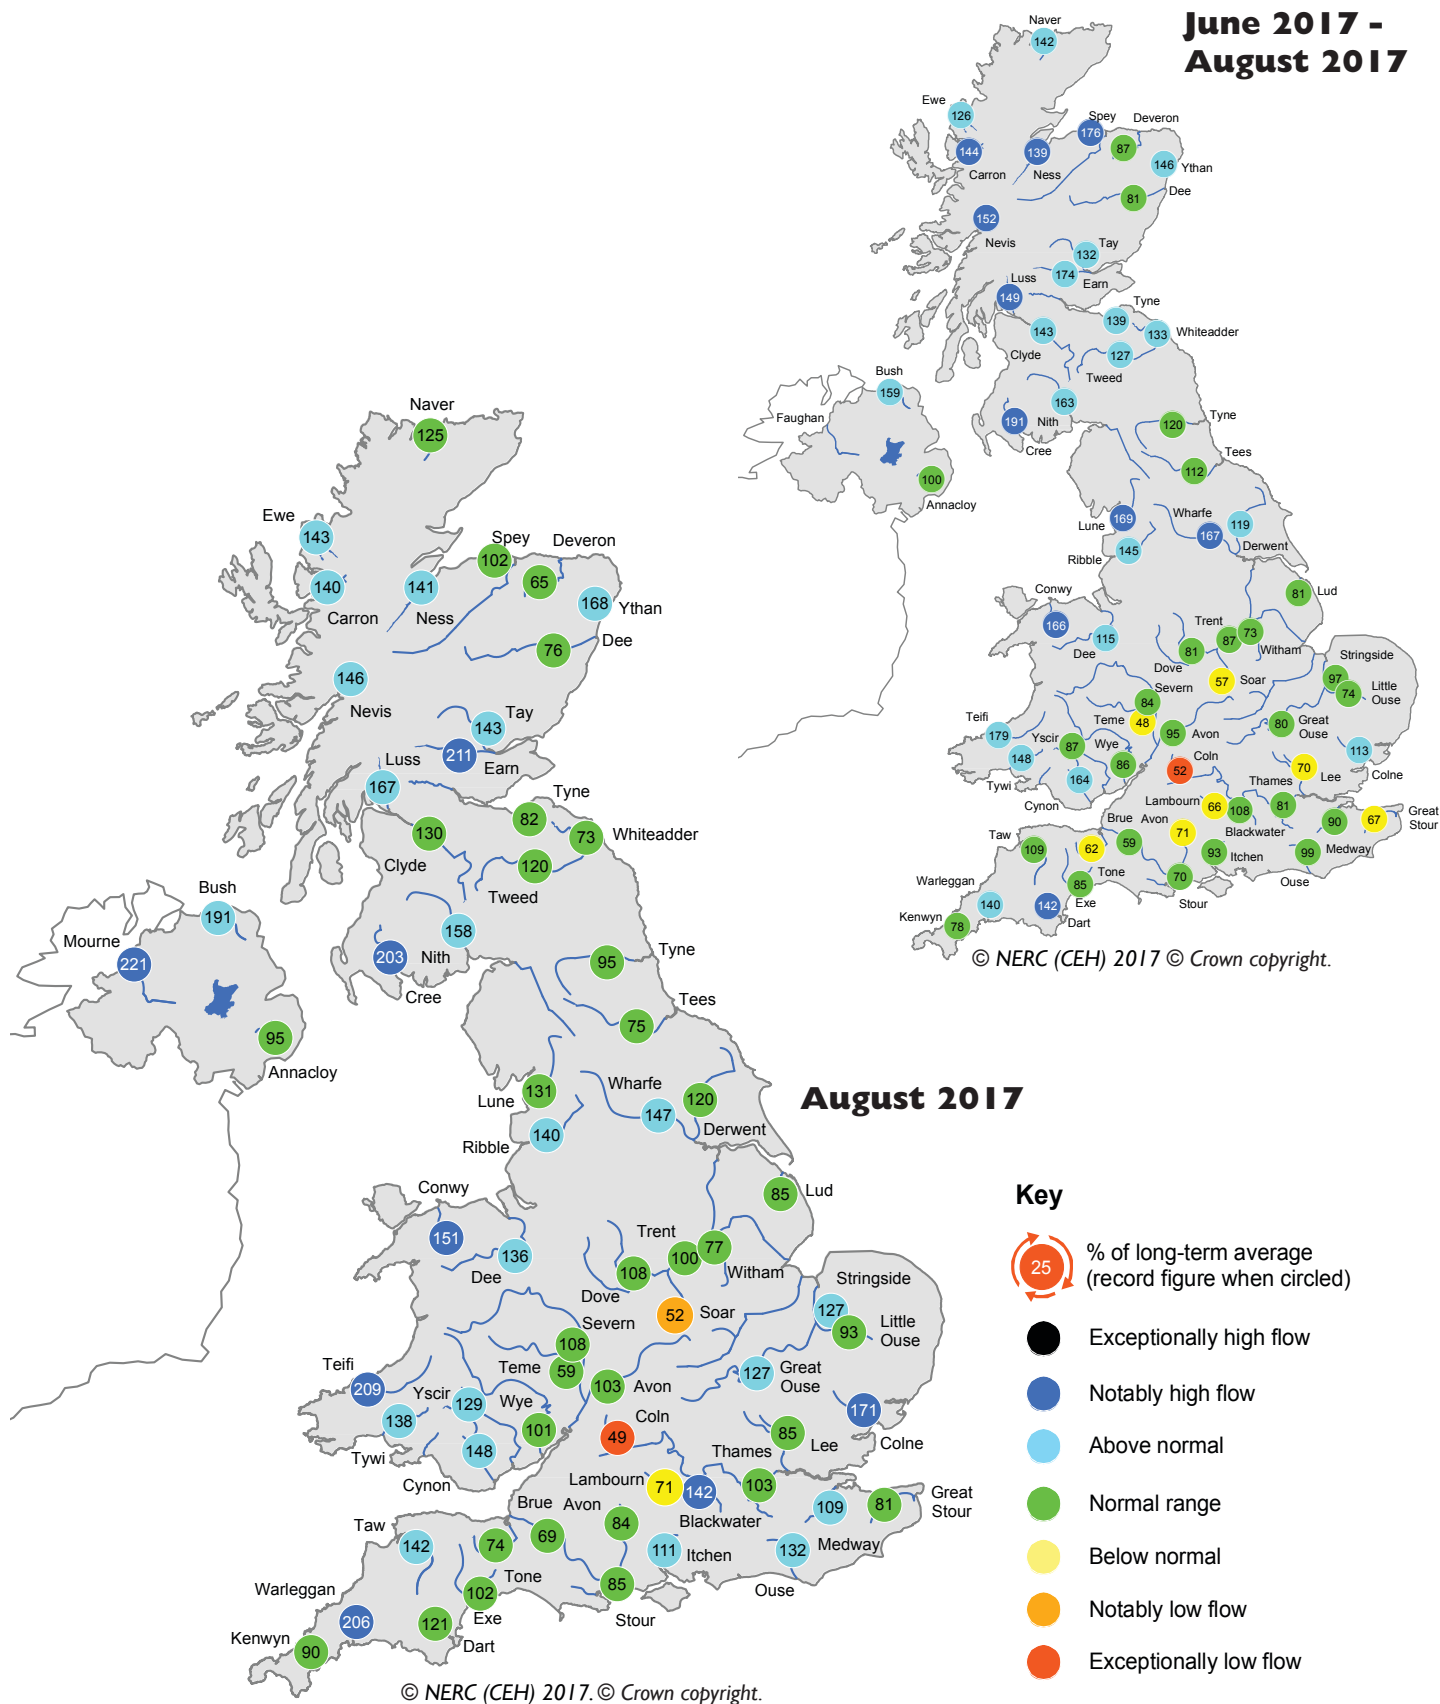 June 2017 -
August 2017
Naver
142
Ewe
126
Spey
176
Deveron
87
144
Carron
139
Ness
146
Ythan
Dee
81
152
Nevis
Tay
132
174
Earn
Luss
149
Tyne
139
133
Whiteadder
143
Clyde
127
Tweed
Bush
159
Faughan
163
Nith
191
Cree
Tyne
120
Tees
112
100
Annacloy
Lune
169
Wharfe
167
119
Derwent
Ribble
145
Conwy
166
Dee
115
81
Lud
Trent
87
73
Witham
Dove
81
57
Soar
Stringside
97
74
Little
Ouse
Severn
84
Teme
48
95
Avon
80
Great
Ouse
Teifi
179
148
Tywi
Yscir
87
Wye
86
164
Cynon
Coln
52
113
Colne
70
Lee
Thames
81
Lambourn
66
108
Blackwater
90
Medway
67
Great
Stour
Brue
59
Avon
71
93
Itchen
99
Ouse
Taw
109
62
Tone
85
Exe
70
Stour
Warleggan
140
142
Dart
Kenwyn
78
© NERC (CEH) 2017 © Crown copyright.
Naver
125
Ewe
143
Spey
102
Deveron
65
140
Carron
141
Ness
168
Ythan
Dee
76
146
Nevis
Tay
143
211
Earn
Luss
167
Tyne
82
73
Whiteadder
130
Clyde
120
Tweed
Bush
191
Mourne
221
158
Nith
203
Cree
Tyne
95
Tees
75
95
Annacloy
Lune
131
Wharfe
147
120
Derwent
Ribble
140
August 2017
Conwy
151
Dee
136
85
Lud
Trent
100
77
Witham
Dove
108
52
Soar
Stringside
127
93
Little
Ouse
Severn
108
Teme
59
103
Avon
127
Great
Ouse
Teifi
209
138
Tywi
Yscir
129
Wye
101
148
Cynon
Coln
49
171
Colne
85
Lee
Thames
103
Lambourn
71
142
Blackwater
109
Medway
81
Great
Stour
Brue
69
Avon
84
111
Itchen
132
Ouse
Taw
142
74
Tone
102
Exe
85
Stour
Warleggan
206
121
Dart
Kenwyn
90
© NERC (CEH) 2017. © Crown copyright.
Key
25
% of long-term average
(record figure when circled)
Exceptionally high flow
Notably high flow
Above normal
Normal range
Below normal
Notably low flow
Exceptionally low flow